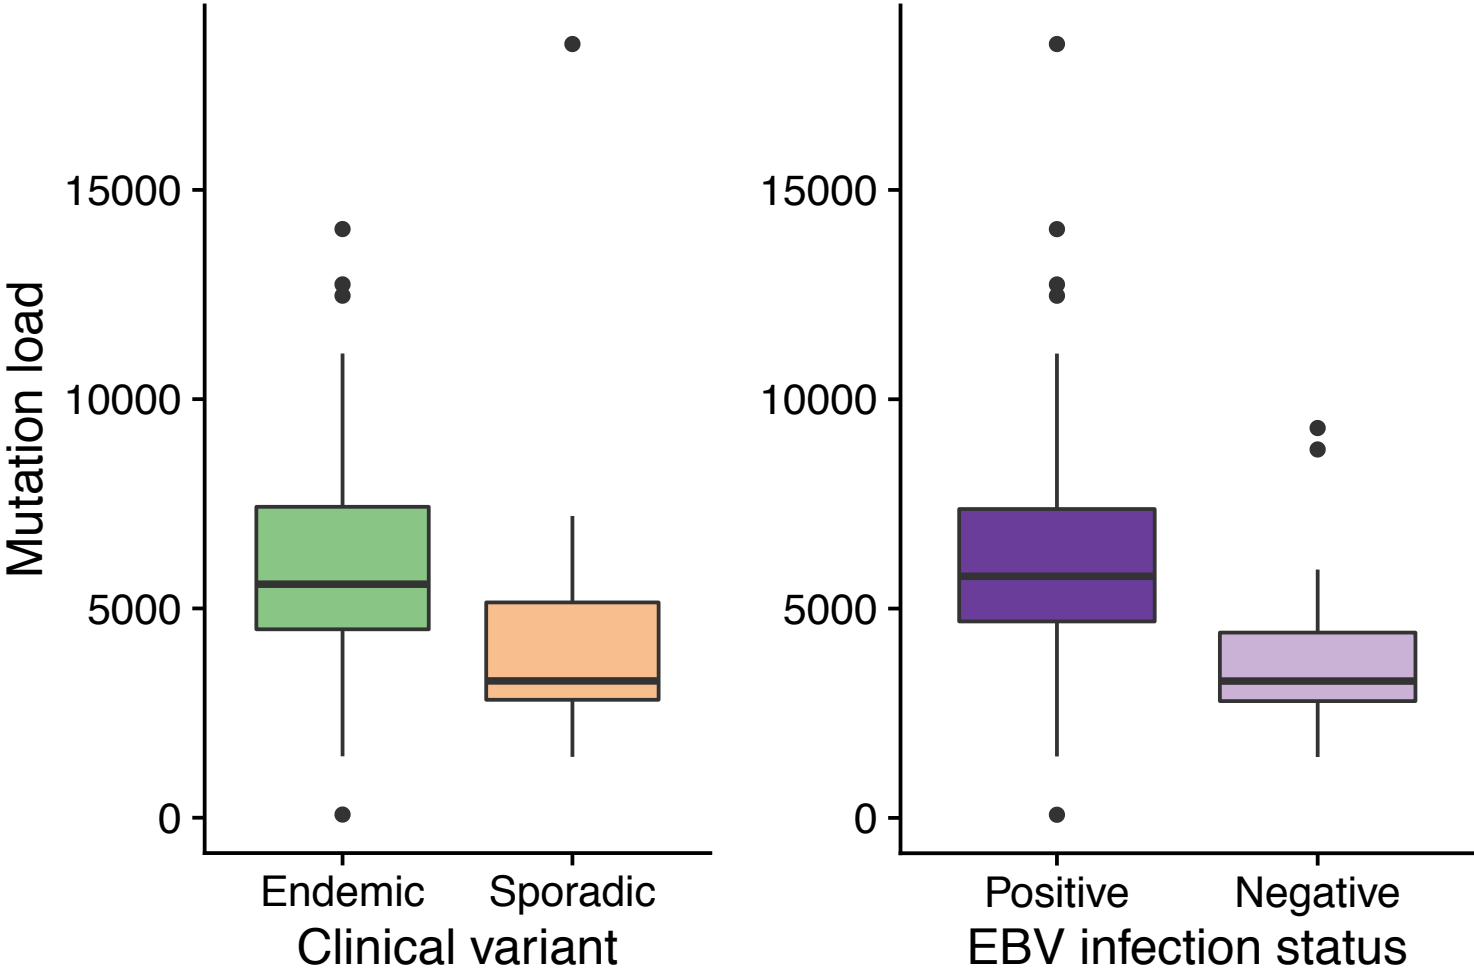 Mutation load
15000
10000
5000
0
Endemic
Sporadic
Clinical variant
15000
10000
5000
0
Positive
Negative
EBV infection status